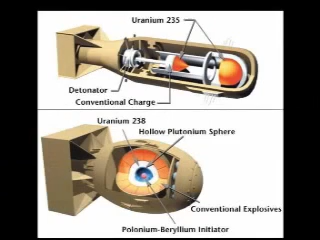 Uranium 235
Detonator
Conventional Charge
Uranium 238
Hollow Plutonium Sphere
Conventional Explosives
Polonium-Beryllium Initiator